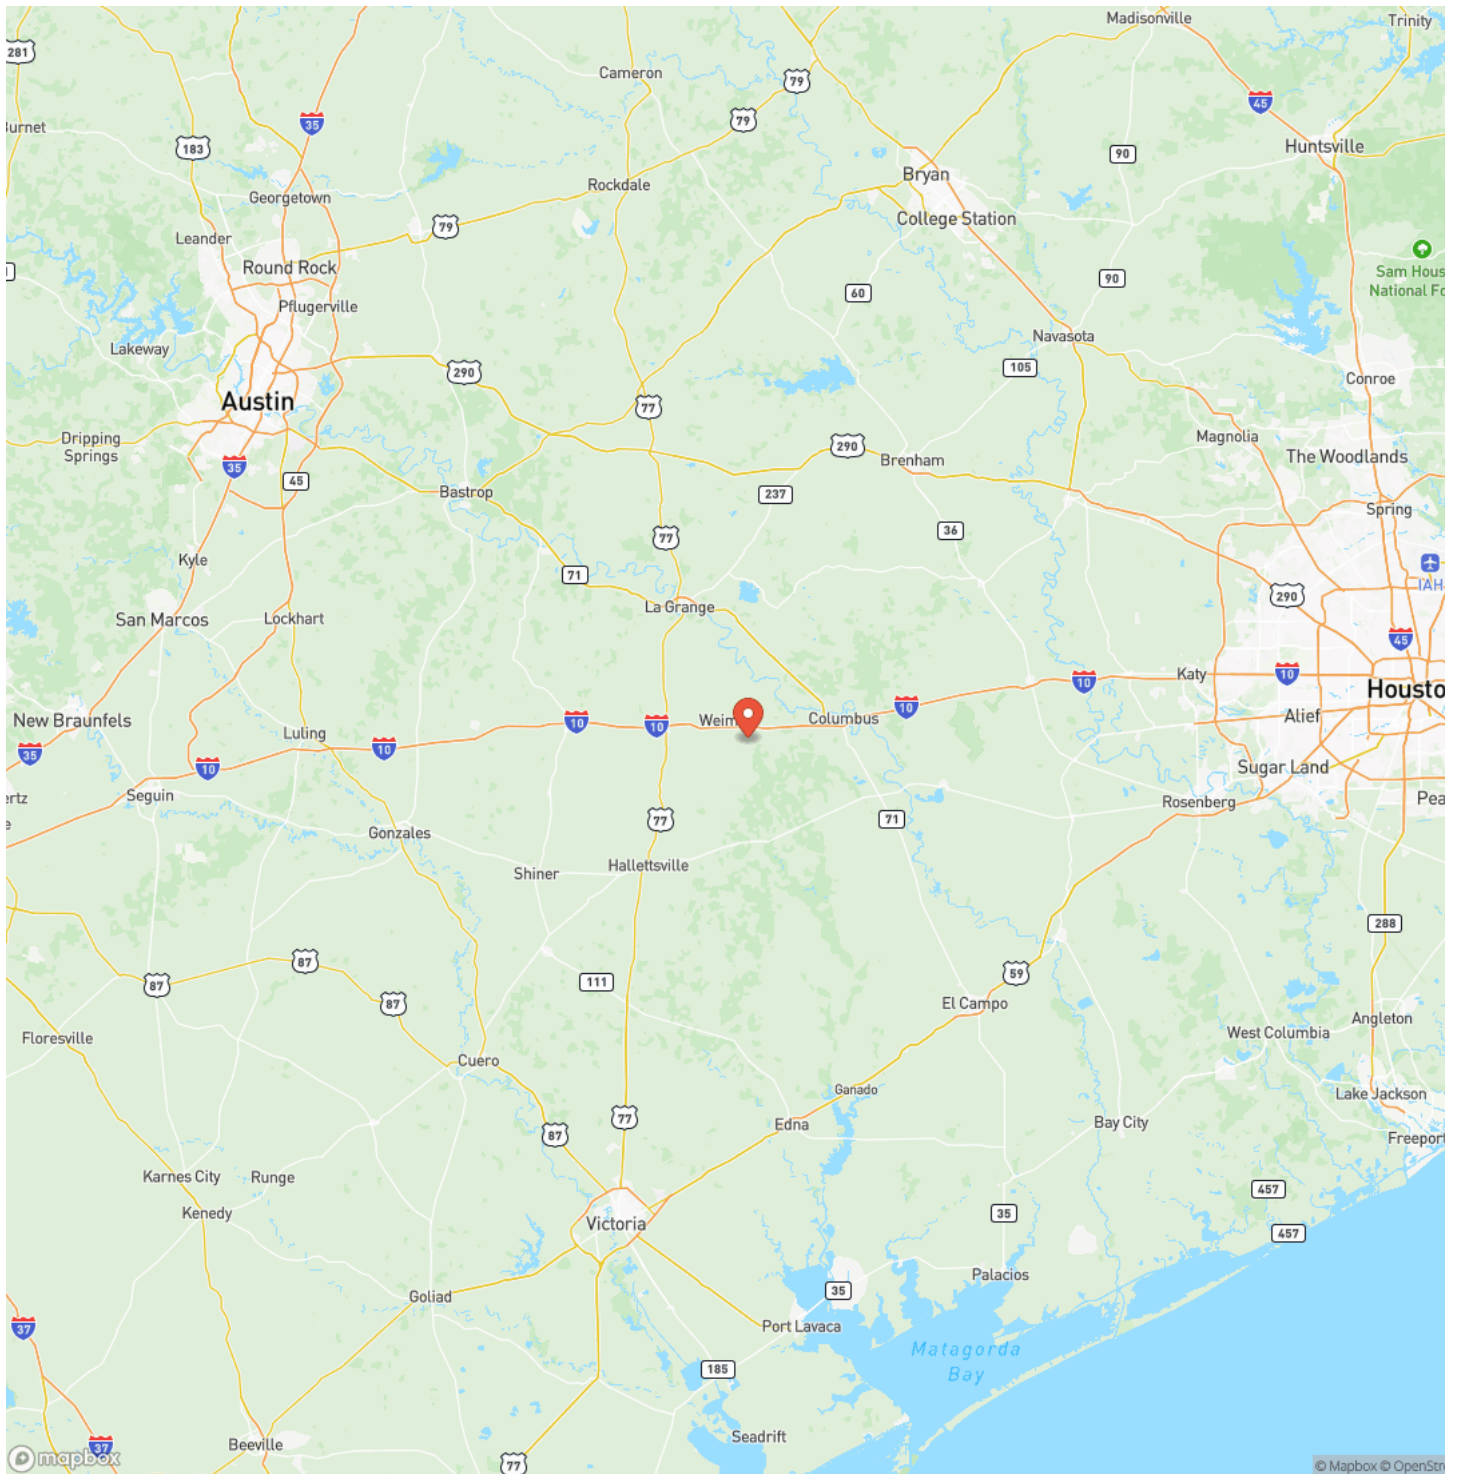 Madisonville
Trinity
281
Cameron
79
35
79
45
Burnet
183
Huntsville
90
Rockdale
Bryan
Georgetown
College Station
79
Leander
Round Rock
Sam Hous
National Fo
90
60
Pflugerville
Navasota
Lakeway
105
290
Conroe
Austin
77
Dripping
Springs
Magnolia
290
The Woodlands
Brenham
35
45
Bastrop
237
Spring
36
77
Kyle
71
IAH
290
La Grange
San Marcos
Lockhart
45
Katy
10
10
Housto
New Braunfels
Weim
Columbus
10
10
10
Alief
Luling
35
10
10
Sugar Land
ertz
Seguin
Rosenberg
Pea
77
71
Gonzales
Hallettsville
Shiner
288
87
59
87
111
87
El Campo
Angleton
Floresville
West Columbia
Cuero
Ganado
Lake Jackson
77
Edna
Bay City
87
Freeport
Karnes City
Runge
457
Kenedy
35
Victoria
457
Palacios
35
Goliad
37
Port Lavaca
Matagorda
Bay
185
Seadrift
Beeville
37
mapbox
77
© Mapbox © OpenStre